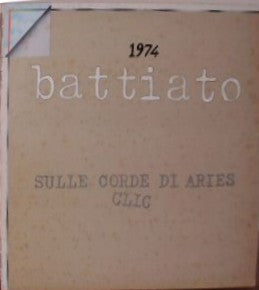 1974
battiato
SULLE CORDE DI ARIES
CLIC